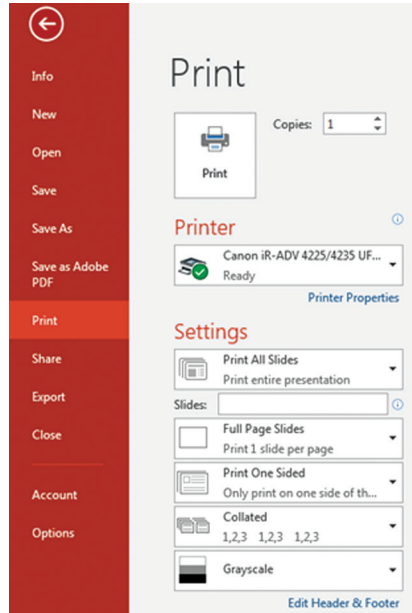 Info
New
Open
Save
Save As
Save as Adobe
PDF
Print
Share
Export
Close
Account
Options
Print
Copies: 1
Print
Printer
Canon iR-ADV 4225/4235 UF...
Ready
Printer Properties
Settings
Print All Slides
Print entire presentation
Slides:
Full Page Slides
Print 1 slide per page
Print One Sided
Only print on one side of th...
Collated
1,2,3 1,2,3 1,2,3
Grayscale
Edit Header & Footer